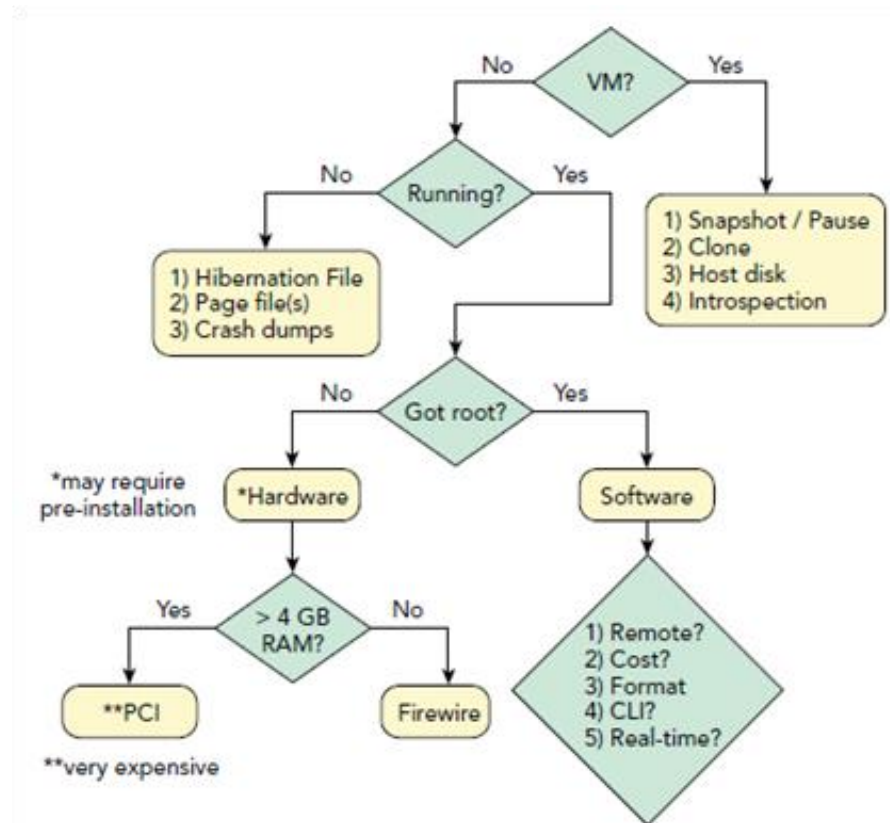 VM?
No
Yes
Running?
No
Yes
1) Snapshot / Pause
2) Clone
3) Host disk
4) Introspection
1) Hibernation File
2) Page file(s)
3) Crash dumps
Got root?
No
Yes
*may require
pre-installation
*Hardware
Software
> 4 GB
RAM?
Yes
No
1) Remote?
2) Cost?
3) Format
4) CLI?
5) Real-time?
**PCI
Firewire
**very expensive